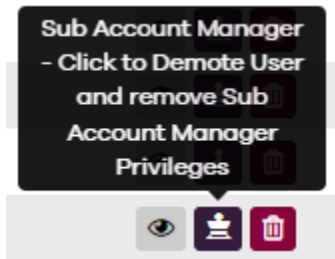 Sub Account Manager
- Click to Demote User
and remove Sub
Account Manager
Privileges